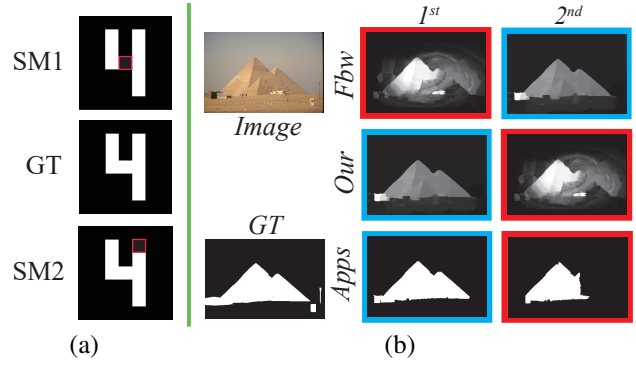 SM1
GT
SM2
(a)
Image
GT
1st
2nd
Fbw
Our
Apps
(b)